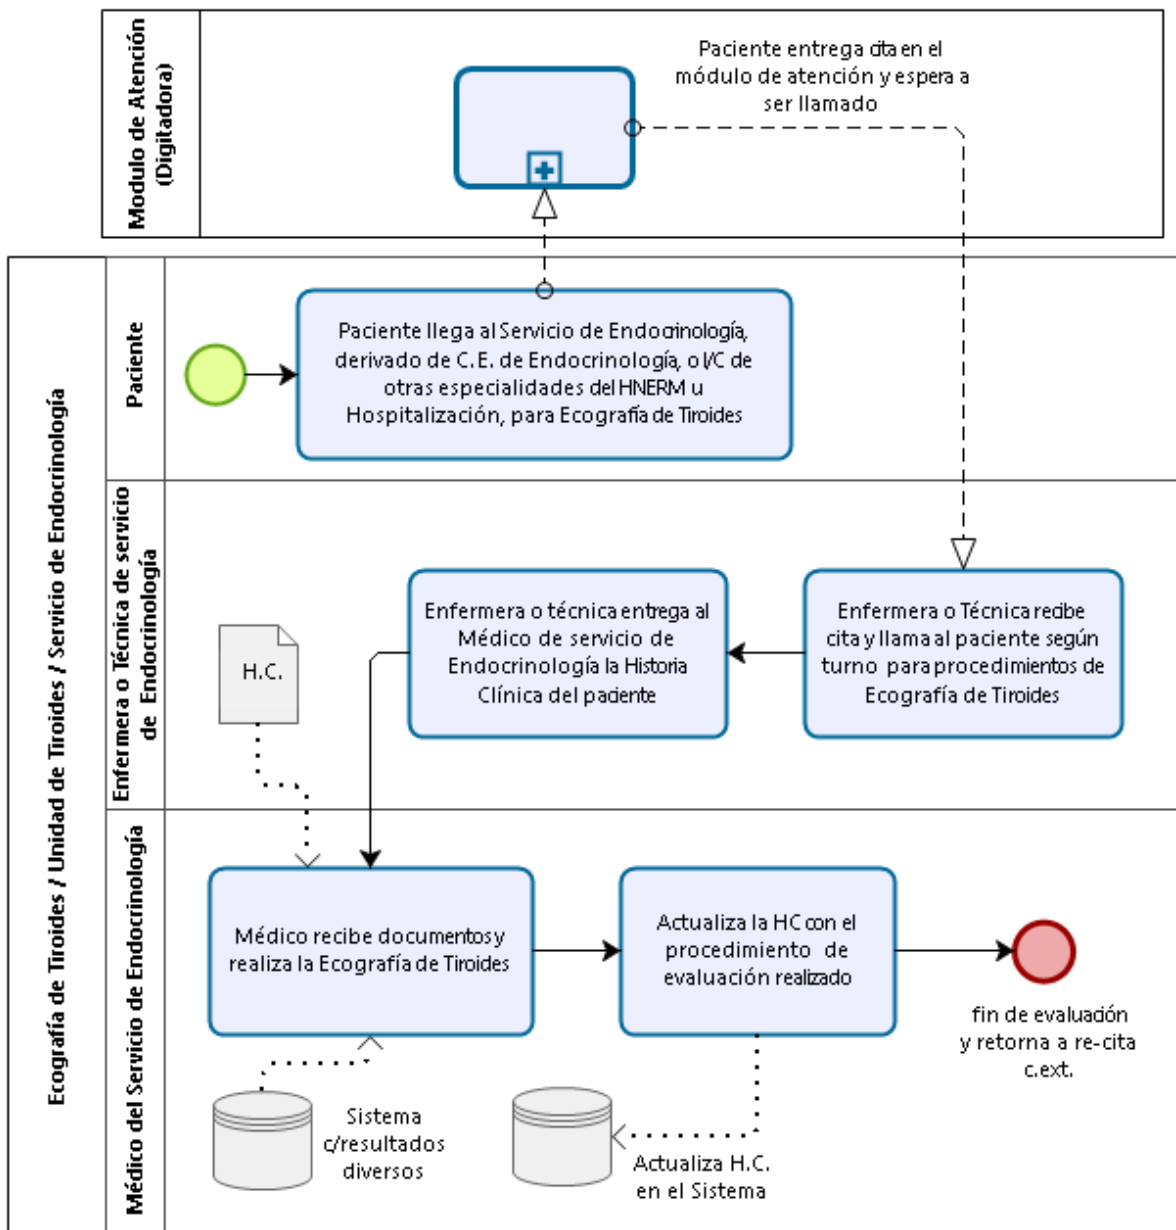 Modulo de Atención
(Digitadora)
Paciente entrega cita en el
módulo de atención y espera a
ser llamado
Ecografía de Tiroides / Unidad de Tiroides / Servicio de Endocrinología
Paciente
Paciente llega al Servicio de Endocrinología,
derivado de C.E. de Endocrinología, o I/C de
otras especialidades del HNERM u
Hospitalización, para Ecografía de Tiroides
Enfermera o Técnica de servicio
de Endocrinología
H.C.
Enfermera o técnica entrega al
Médico de servicio de
Endocrinología la Historia
Clínica del paciente
Enfermera o Técnica recibe
cita y llama al paciente según
turno para procedimientos de
Ecografía de Tiroides
Médico del Servicio de Endocrinología
Médico recibe documentos y
realiza la Ecografía de Tiroides
Actualiza la HC con el
procedimiento de
evaluación realizado
fin de evaluación
y retorna a re-cita
c.ext.
Sistema
c/resultados
diversos
Actualiza H.C.
en el Sistema